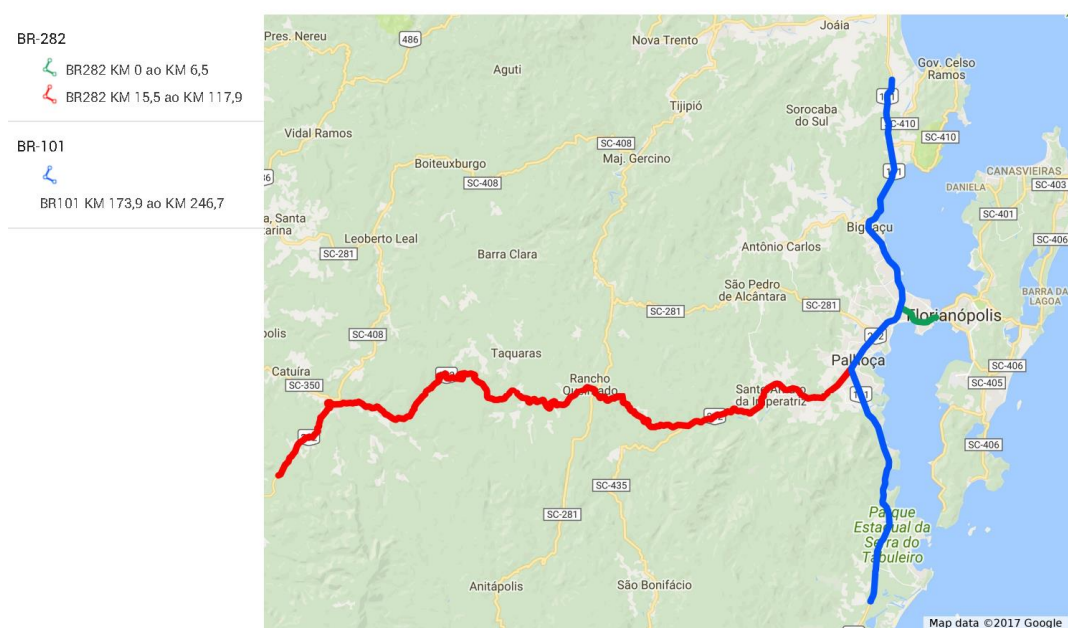 BR-282
BR282 KM 0 ao KM 6,5
BR282 KM 15,5 ao KM 117,9
BR-101
BR101 KM 173,9 ao KM 246,7
Joáia
Pres. Nereu
486
Nova Trento
Gov. Celso
Ramos
Aguti
Tijipió
Sorocaba
do Sul
SC-410
SC-410
Vidal Ramos
SC-408
Maj. Gercino
Boiteuxburgo
SC-408
CANASVIEIRAS
DANIELA
SC-403
a, Santa
tarina
SC-401
Leoberto Leal
SC-281
Barra Clara
Antônio Carlos
SC-406
São Pedro
de Alcântara
SC-281
SC-281
BARRA DA
LAGOA
Florianópolis
opolis
SC-408
Taquaras
Palhoça
Catuíra
SC-350
Rancho
SC-406
SC-405
da Imperatriz
SC-406
SC-435
SC-281
Parque
Estadual da
Serra do
Tabuleiro
Anitápolis
São Bonifácio
Map data ©2017 Google